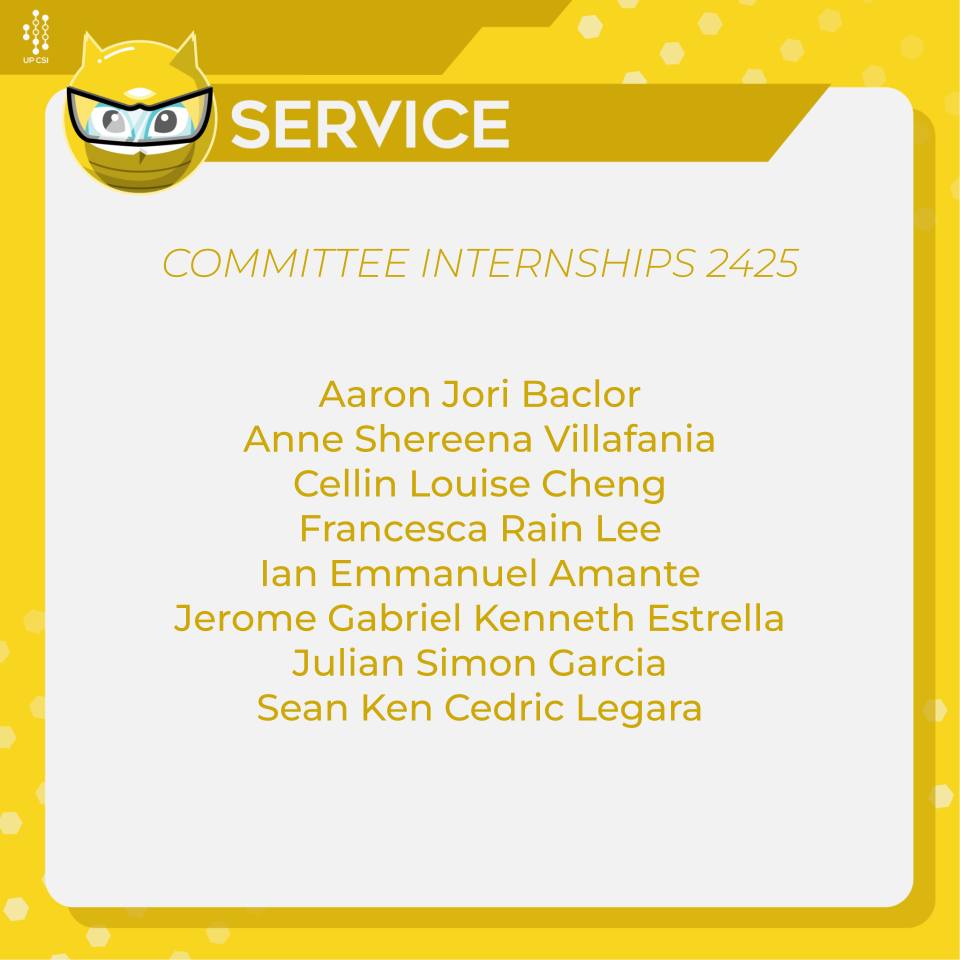 UP CSI
SERVICE
COMMITTEE INTERNSHIPS 2425
Aaron Jori Baclor
Anne Shereena Villafania
Cellin Louise Cheng
Francesca Rain Lee
Ian Emmanuel Amante
Jerome Gabriel Kenneth Estrella
Julian Simon Garcia
Sean Ken Cedric Legara